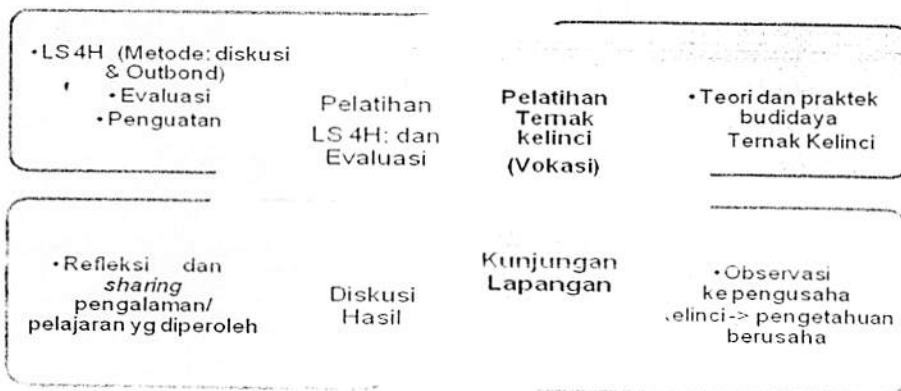 •LS 4H (Metode: diskusi
& Outbond)
•Evaluasi
•Penguatan
Pelatihan
LS 4H: dan
Evaluasi
Pelatihan
Ternak
kelinci
(Vokasi)
•Teori dan praktek
budidaya
Ternak Kelinci
•Refleksi dan
sharing
pengalaman/
pelajaran yg diperoleh
Diskusi
Hasil
Kunjungan
Lapangan
•Observasi
ke pengusaha
elinci-> pengetahuan
berusaha